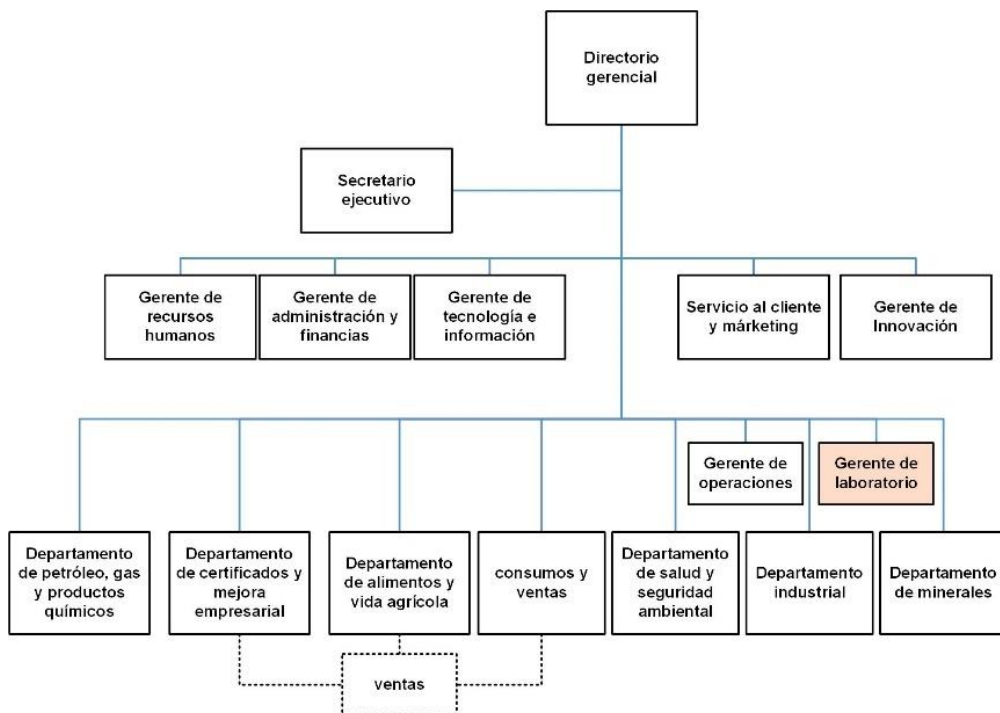 Directorio
gerencial
Secretario
ejecutivo
Gerente de
recursos
humanos
Gerente de
administración y
financias
Gerente de
tecnología e
información
Servicio al cliente
y márketing
Gerente de
Innovación
Gerente de
operaciones
Gerente de
laboratorio
Departamento
de petróleo, gas
y productos
químicos
Departamento
de certificados y
mejora
empresarial
Departamento
de alimentos y
vida agrícola
consumos y
ventas
Departamento
de salud y
seguridad
ambiental
Departamento
industrial
Departamento
de minerales
ventas